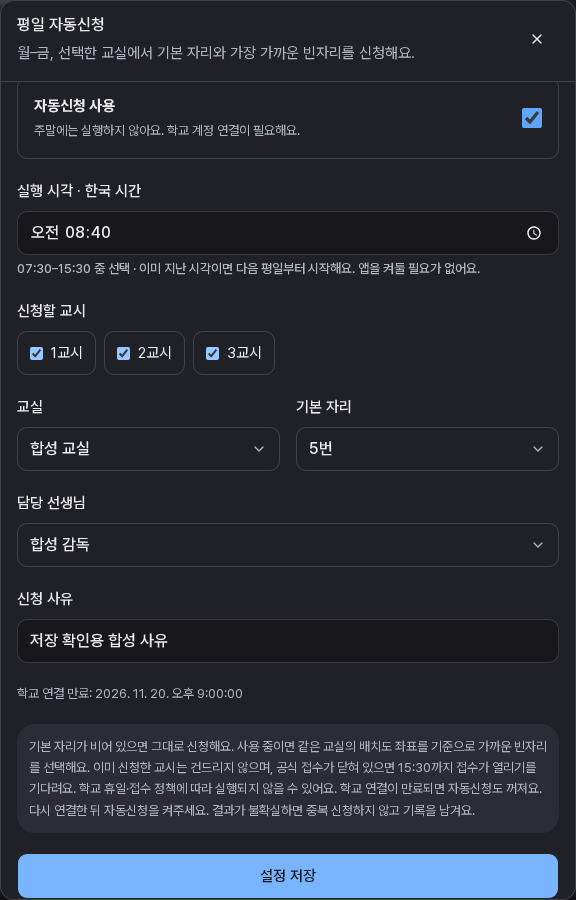 평일 자동신청
월–금, 선택한 교실에서 기본 자리와 가장 가까운 빈자리를 신청해요.
자동신청 사용
주말에는 실행하지 않아요. 학교 계정 연결이 필요해요.
실행 시각 · 한국 시간
오전 08:40
07:30–15:30 중 선택 · 이미 지난 시각이면 다음 평일부터 시작해요. 앱을 켜둘 필요가 없어요.
신청할 교시
1교시 2교시 3교시
교실 기본 자리
합성 교실 5번
담당 선생님
합성 감독
신청 사유
저장 확인용 합성 사유
학교 연결 만료: 2026. 11. 20. 오후 9:00:00
기본 자리가 비어 있으면 그대로 신청해요. 사용 중이면 같은 교실의 배치도 좌표를 기준으로 가까운 빈자리
를 선택해요. 이미 신청한 교시는 건드리지 않으며, 공식 접수가 닫혀 있으면 15:30까지 접수가 열리기를
기다려요. 학교 휴일·접수 정책에 따라 실행되지 않을 수 있어요. 학교 연결이 만료되면 자동신청도 꺼져요.
다시 연결한 뒤 자동신청을 켜주세요. 결과가 불확실하면 중복 신청하지 않고 기록을 남겨요.
설정 저장